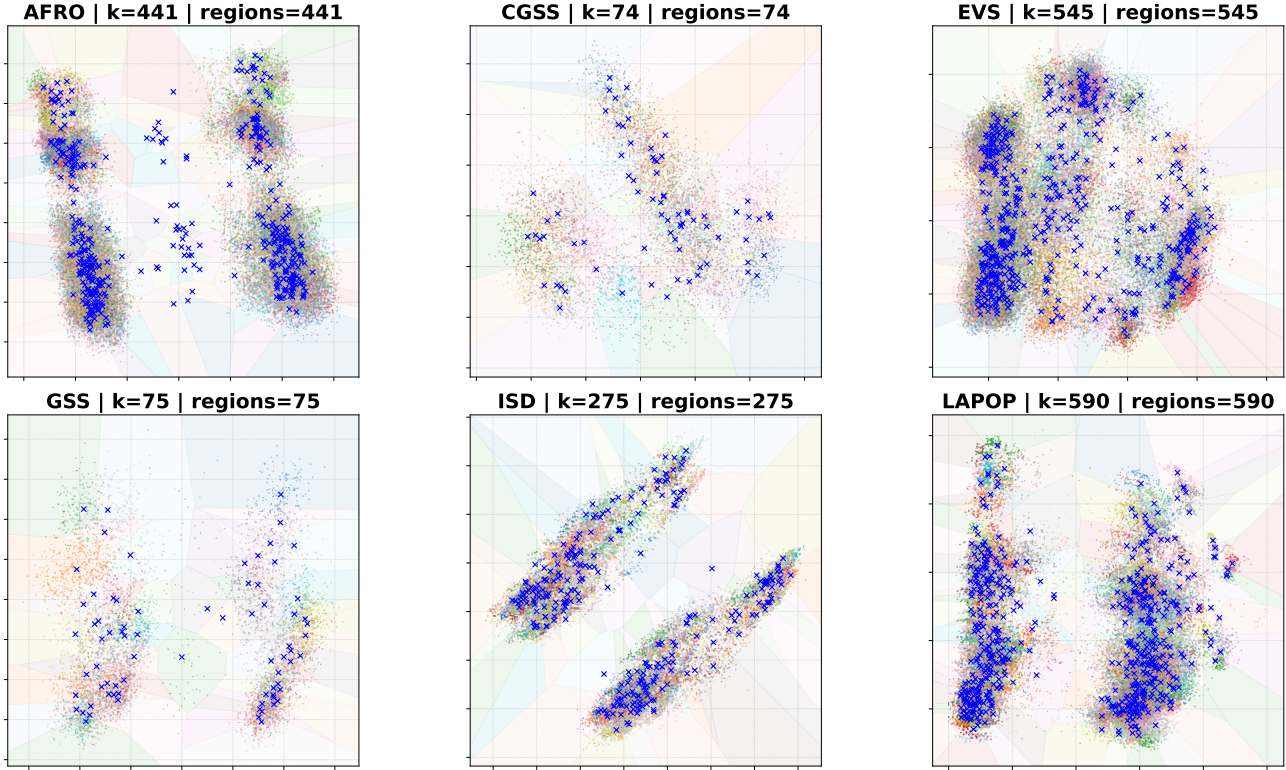 AFRO | k=441 | regions=441
CGSS | k=74 | regions=74
EVS | k=545 | regions=545
GSS | k=75 | regions=75
ISD | k=275 | regions=275
LAPOP | k=590 | regions=590